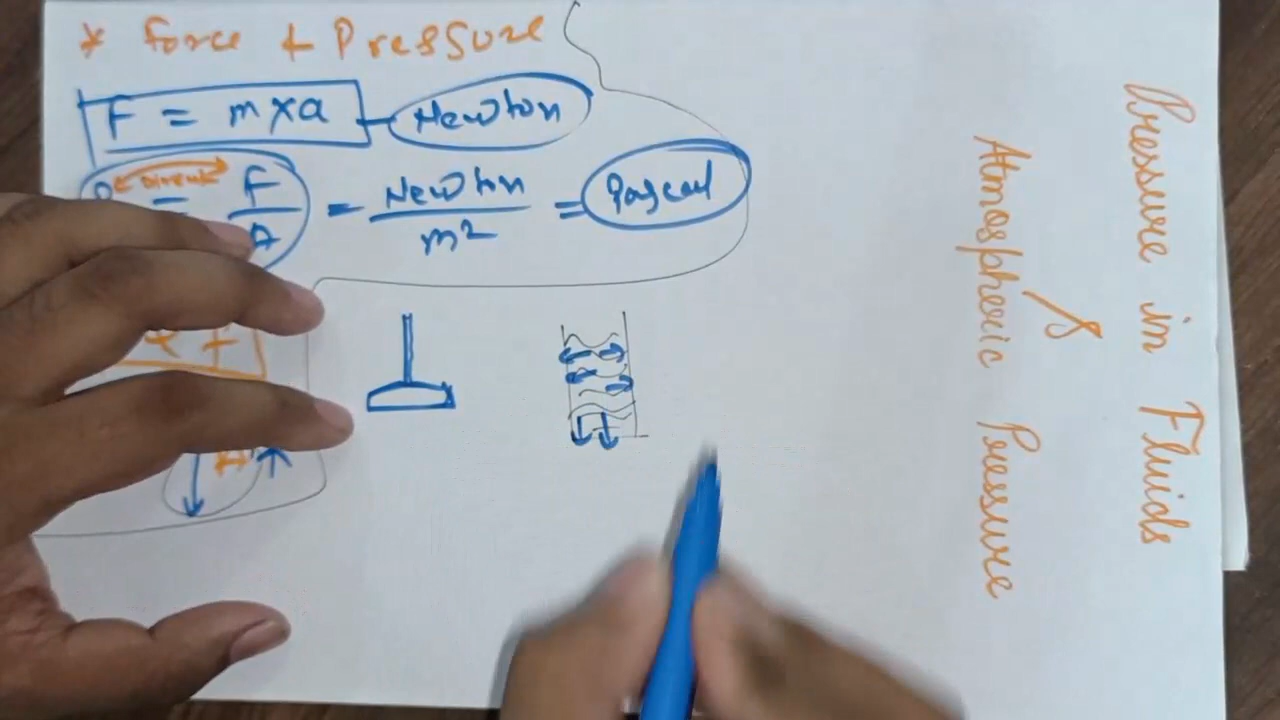 * Force & Pressure
F = m x a - Newton
P = F/A = Newton/m² = Pascal
A
Pressure in Fluids
&
Atmospheric Pressure